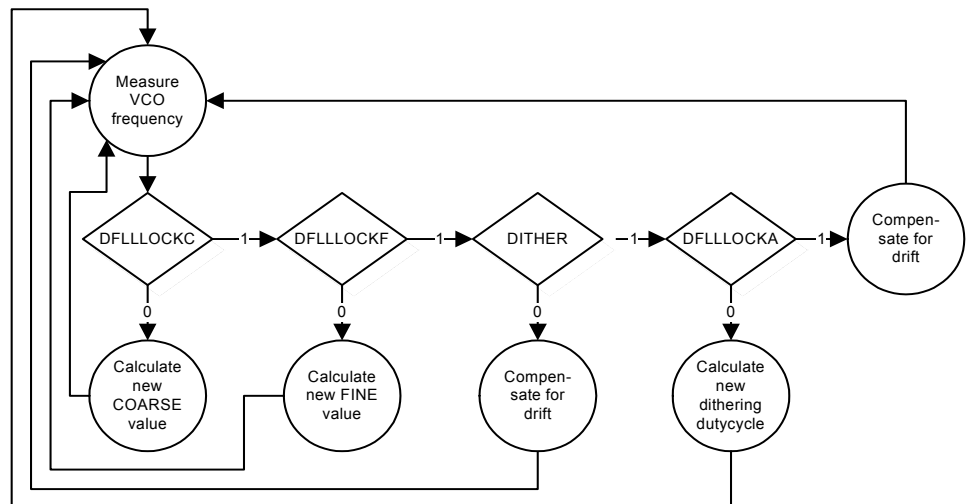 Measure
VCO
frequency
DFLLLOCKC
1
DFLLLOCKF
1
DITHER
1
DFLLLOCKA
1
Compen-
sate for
drift
0
0
0
0
Calculate
new
COARSE
value
Calculate
new FINE
value
Compen-
sate for
drift
Calculate
new
dithering
dutycycle